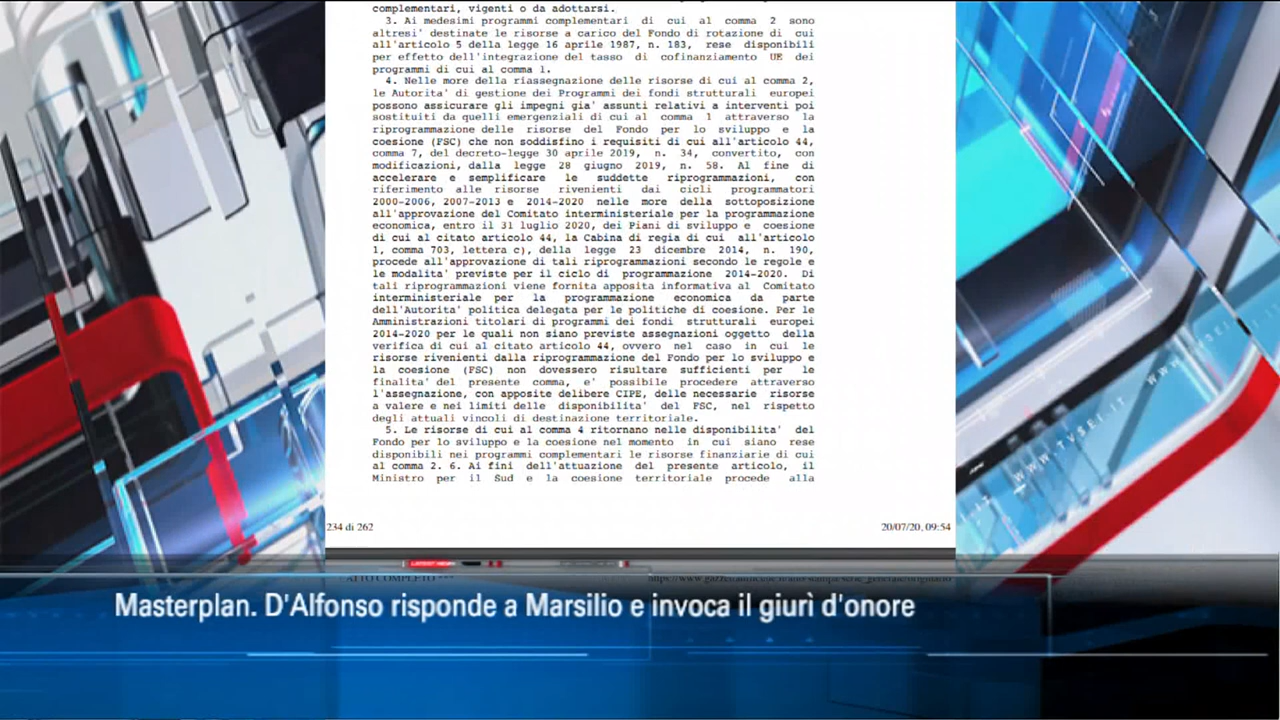 complementari, vigenti o da adottarsi.
3. Ai medesimi programmi complementari di cui al comma 2 sono
altresi' destinate le risorse a carico del Fondo di rotazione di cui
all'articolo 5 della legge 16 aprile 1987, n. 183, rese disponibili
per effetto dell'integrazione del tasso di cofinanziamento UE dei
programmi di cui al comma 1.
4. Nelle more della riassegnazione delle risorse di cui al comma 2,
le Autorita' di gestione dei Programmi dei fondi strutturali europei
possono assicurare gli impegni gia' assunti relativi a interventi poi
sostituiti da quelli emergenziali di cui al comma 1 attraverso la
riprogrammazione delle risorse del Fondo per lo sviluppo e la
coesione (FSC) che non soddisfino i requisiti di cui all'articolo 44,
comma 7, del decreto-legge 30 aprile 2019, n. 34, convertito, con
modificazioni, dalla legge 28 giugno 2019, n. 58. Al fine di
accelerare e semplificare le suddette riprogrammazioni, con
riferimento alle risorse rivenienti dai cicli programmatori
2000-2006, 2007-2013 e 2014-2020 nelle more della sottoposizione
all'approvazione del Comitato interministeriale per la programmazione
economica, entro il 31 luglio 2020, dei Piani di sviluppo e coesione
di cui al citato articolo 44, la Cabina di regia di cui all'articolo
1, comma 703, lettera c), della legge 23 dicembre 2014, n. 190,
procede all'approvazione di tali riprogrammazioni secondo le regole e
le modalita' previste per il ciclo di programmazione 2014-2020. Di
tali riprogrammazioni viene fornita apposita informativa al Comitato
interministeriale per la programmazione economica da parte
dell'Autorita' politica delegata per le politiche di coesione. Per le
Amministrazioni titolari di programmi dei fondi strutturali europei
2014-2020 per le quali non siano previste assegnazioni oggetto della
verifica di cui al citato articolo 44, ovvero nel caso in cui le
risorse rivenienti dalla riprogrammazione del Fondo per lo sviluppo e
la coesione (FSC) non dovessero risultare sufficienti per le
finalita' del presente comma, e' possibile procedere attraverso
l'assegnazione, con apposite delibere CIPE, delle necessarie risorse
a valere e nei limiti delle disponibilita' del FSC, nel rispetto
degli attuali vincoli di destinazione territoriale.
5. Le risorse di cui al comma 4 ritornano nelle disponibilita' del
Fondo per lo sviluppo e la coesione nel momento in cui siano rese
disponibili nei programmi complementari le risorse finanziarie di cui
al comma 2. 6. Ai fini dell'attuazione del presente articolo, il
Ministro per il Sud e la coesione territoriale procede alla
234 di 262
20/07/20, 09:54
LATEST NEWS
Masterplan. D'Alfonso risponde a Marsilio e invoca il giurì d'onore
WWW.TVSEI.IT